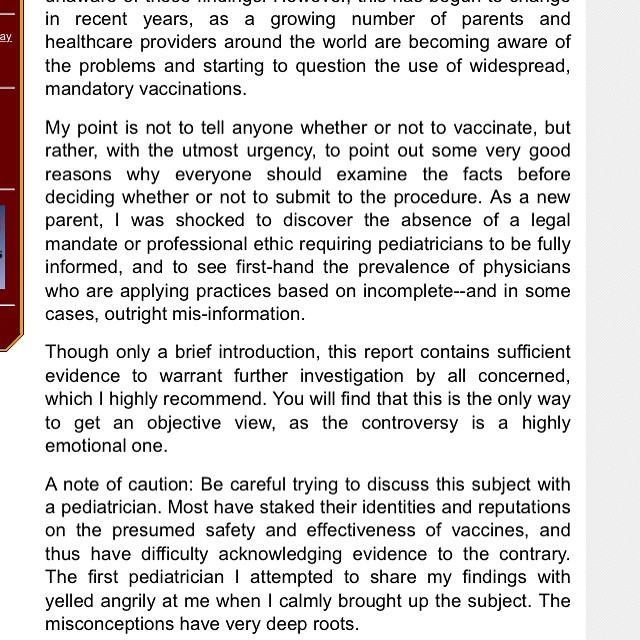 unaware of these findings. However, this has begun to change
in recent years, as a growing number of parents and
healthcare providers around the world are becoming aware of
the problems and starting to question the use of widespread,
mandatory vaccinations.
My point is not to tell anyone whether or not to vaccinate, but
rather, with the utmost urgency, to point out some very good
reasons why everyone should examine the facts before
deciding whether or not to submit to the procedure. As a new
parent, I was shocked to discover the absence of a legal
mandate or professional ethic requiring pediatricians to be fully
informed, and to see first-hand the prevalence of physicians
who are applying practices based on incomplete--and in some
cases, outright mis-information.
Though only a brief introduction, this report contains sufficient
evidence to warrant further investigation by all concerned,
which I highly recommend. You will find that this is the only way
to get an objective view, as the controversy is a highly
emotional one.
A note of caution: Be careful trying to discuss this subject with
a pediatrician. Most have staked their identities and reputations
on the presumed safety and effectiveness of vaccines, and
thus have difficulty acknowledging evidence to the contrary.
The first pediatrician I attempted to share my findings with
yelled angrily at me when I calmly brought up the subject. The
misconceptions have very deep roots.